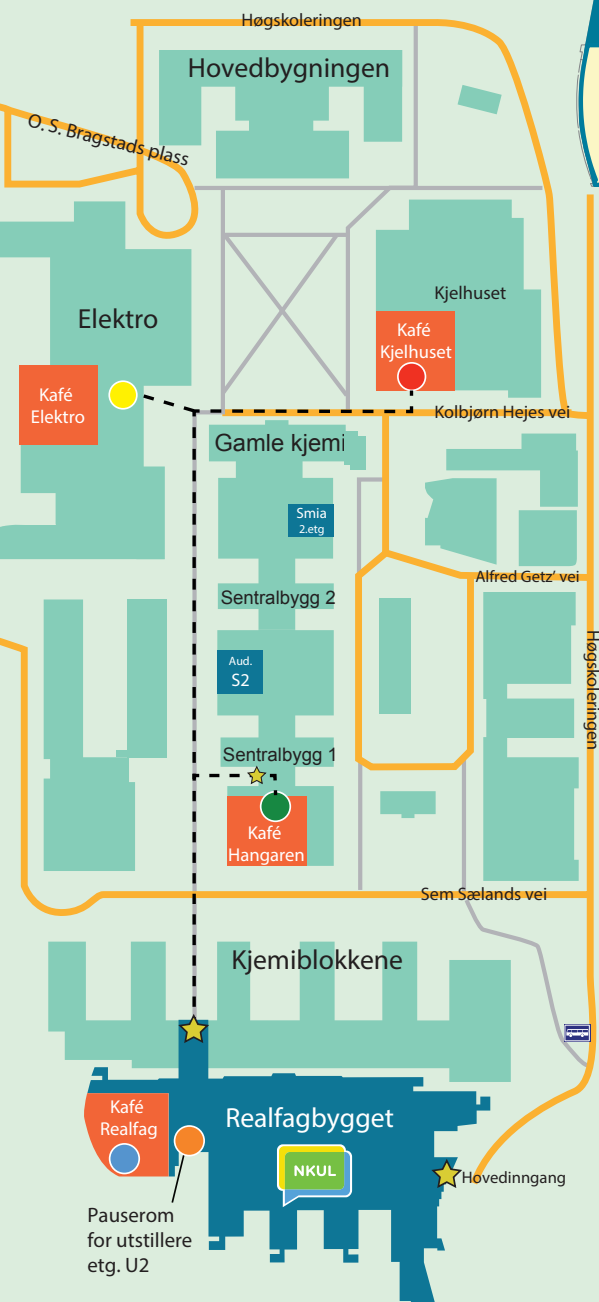 Høgskoleringen
Hovedbygningen
O. S. Bragstads plass
Kjelhuset
Elektro
Kafé
Kjelhuset
Kafé
Elektro
Kolbjørn Hejes vei
Gamle kjemi
Smia
2.etg
Alfred Getz' vei
Sentralbygg 2
Høgskoleringen
Aud.
S2
Sentralbygg 1
Kafé
Hangaren
Sem Sælands vei
Kjemiblokkene
Kafé
Realfag
Realfagbygget
NKUL
Hovedinngang
Pauserom
for utstillere
etg. U2